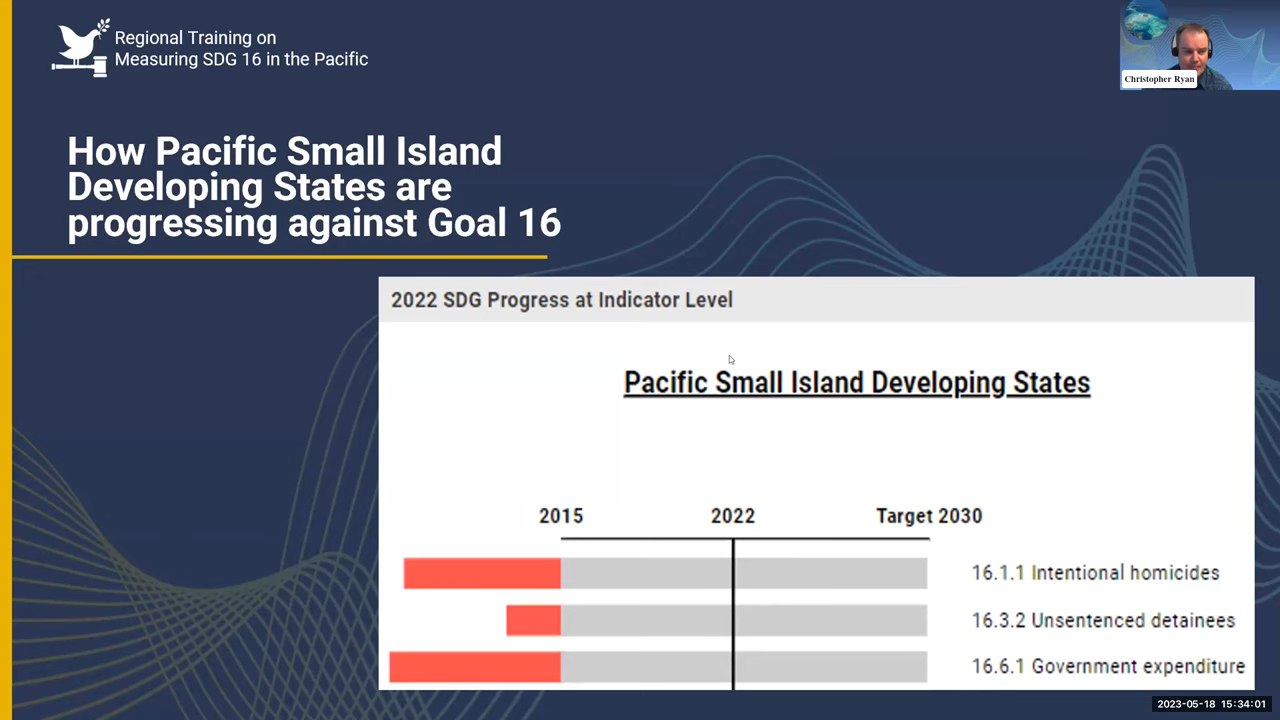 Regional Training on
Measuring SDG 16 in the Pacific
Christopher Ryan
How Pacific Small Island
Developing States are
progressing against Goal 16
2022 SDG Progress at Indicator Level
Pacific Small Island Developing States
2015 2022 Target 2030
16.1.1 Intentional homicides
16.3.2 Unsentenced detainees
16.6.1 Government expenditure
2023-05-18 15:34:01